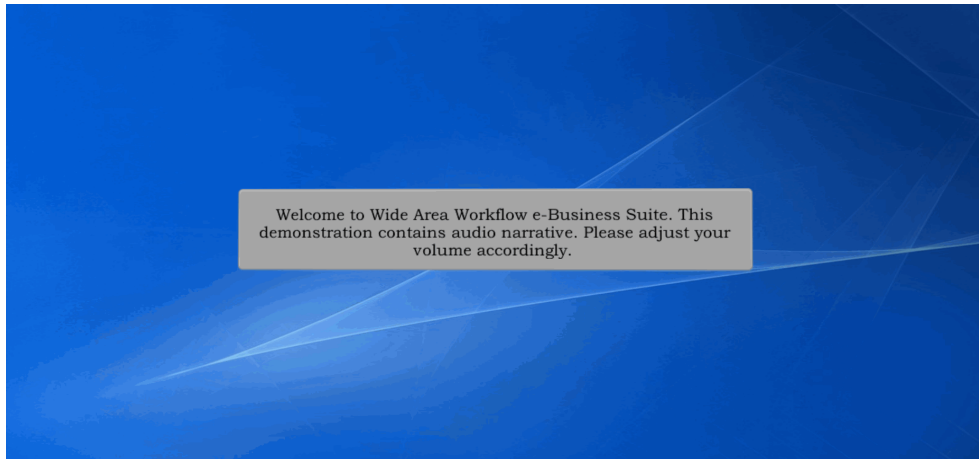 Welcome to Wide Area Workflow e-Business Suite. This
demonstration contains audio narrative. Please adjust your
volume accordingly.